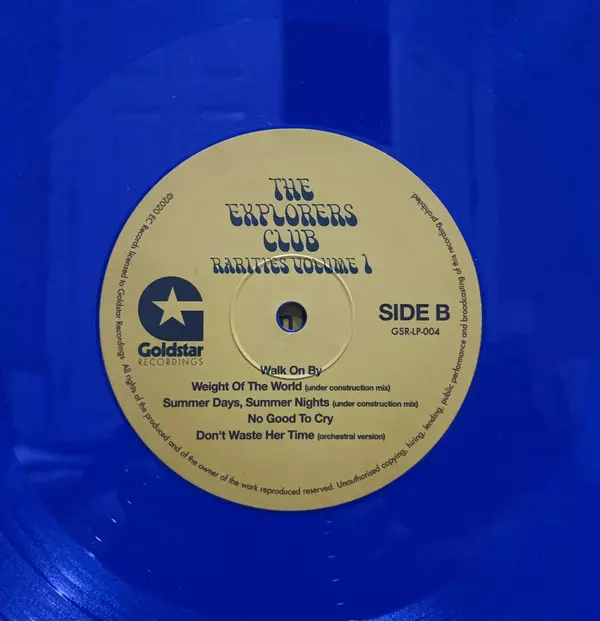 THE
EXPLORERS
CLUB
RARITIES VOLUME 1
SIDE B
GSR-LP-004
Goldstar
RECORDINGS
Walk On By
Weight Of The World (under construction mix)
Summer Days, Summer Nights (under construction mix)
No Good To Cry
Don't Waste Her Time (orchestral version)
©2020 EC Records licensed to Goldstar Recordings. All rights of the produced and of the owner of the work reproduced reserved. Unauthorised copying, hiring, lending, public performance and broadcasting of this recording prohibited.